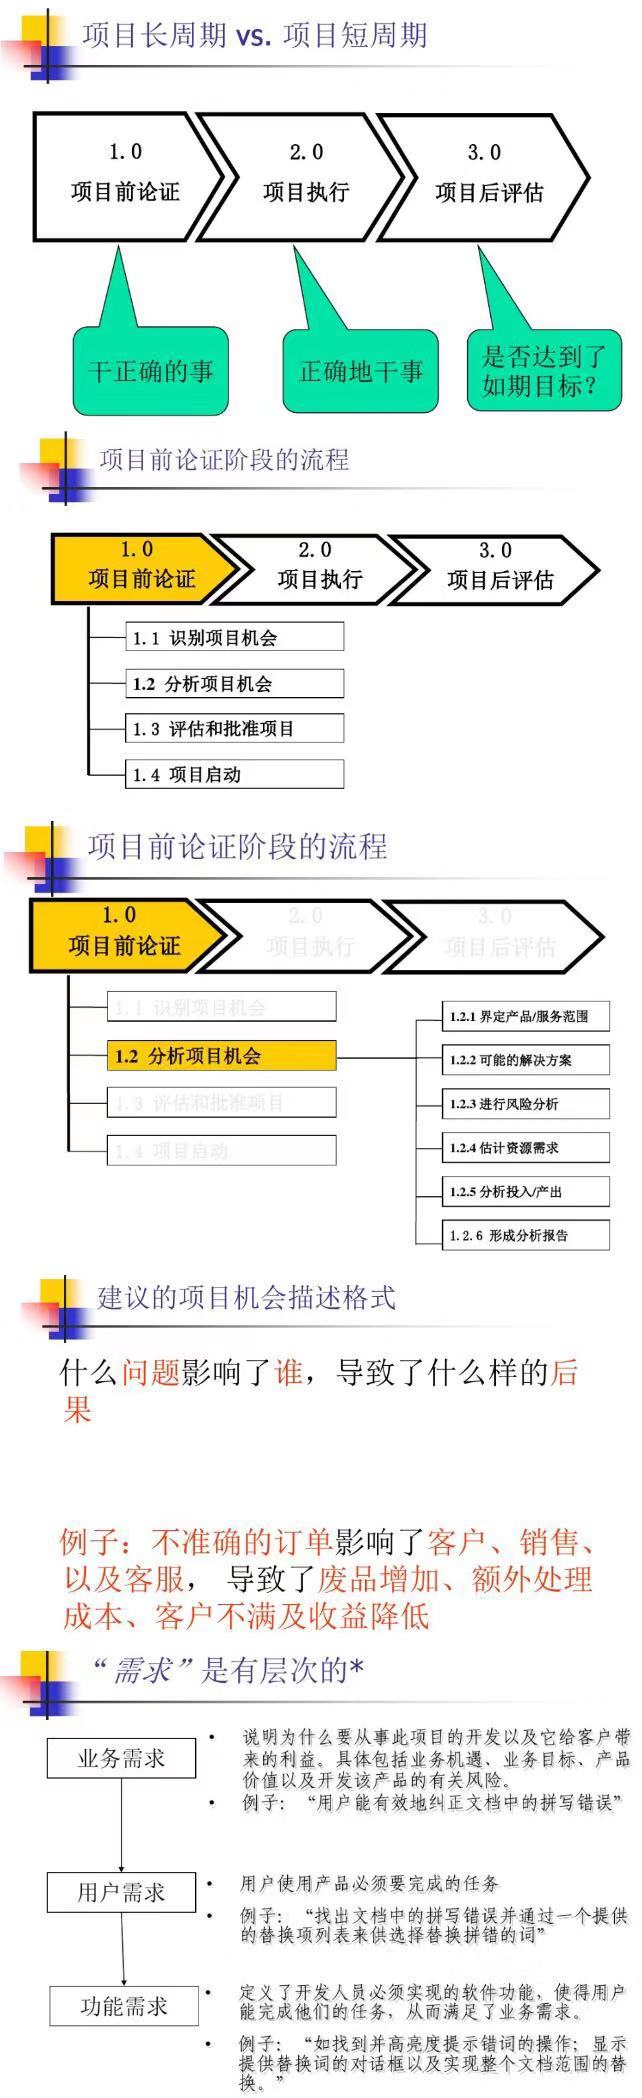 项目长周期 vs. 项目短周期
1.0
项目前论证
2.0
项目执行
3.0
项目后评估
干正确的事
正确地干事
是否达到了
如期目标?
项目前论证阶段的流程
1.0
项目前论证
2.0
项目执行
3.0
项目后评估
1.1 识别项目机会
1.2 分析项目机会
1.3 评估和批准项目
1.4 项目启动
项目前论证阶段的流程
1.0
项目前论证
2.0
项目执行
3.0
项目后评估
1.1 识别项目机会
1.2 分析项目机会
1.3 评估和批准项目
1.4 项目启动
1.2.1 界定产品/服务范围
1.2.2 可能的解决方案
1.2.3 进行风险分析
1.2.4 估计资源需求
1.2.5 分析投入/产出
1.2.6 形成分析报告
建议的项目机会描述格式
什么问题影响了谁，导致了什么样的后
果
例子：不准确的订单影响了客户、销售、
以及客服， 导致了废品增加、额外处理
成本、客户不满及收益降低
“需求”是有层次的*
业务需求
• 说明为什么要从事此项目的开发以及它给客户带
来的利益。具体包括业务机遇、业务目标、产品
价值以及开发该产品的有关风险。
• 例子：“用户能有效地纠正文档中的拼写错误”
用户需求
• 用户使用产品必须要完成的任务
• 例子：“找出文档中的拼写错误并通过一个提供
的替换项列表来供选择替换拼错的词”
功能需求
• 定义了开发人员必须实现的软件功能，使得用户
能完成他们的任务，从而满足了业务需求。
• 例子：“如找到并高亮度提示错词的操作；显示
提供替换词的对话框以及实现整个文档范围的替
换。”